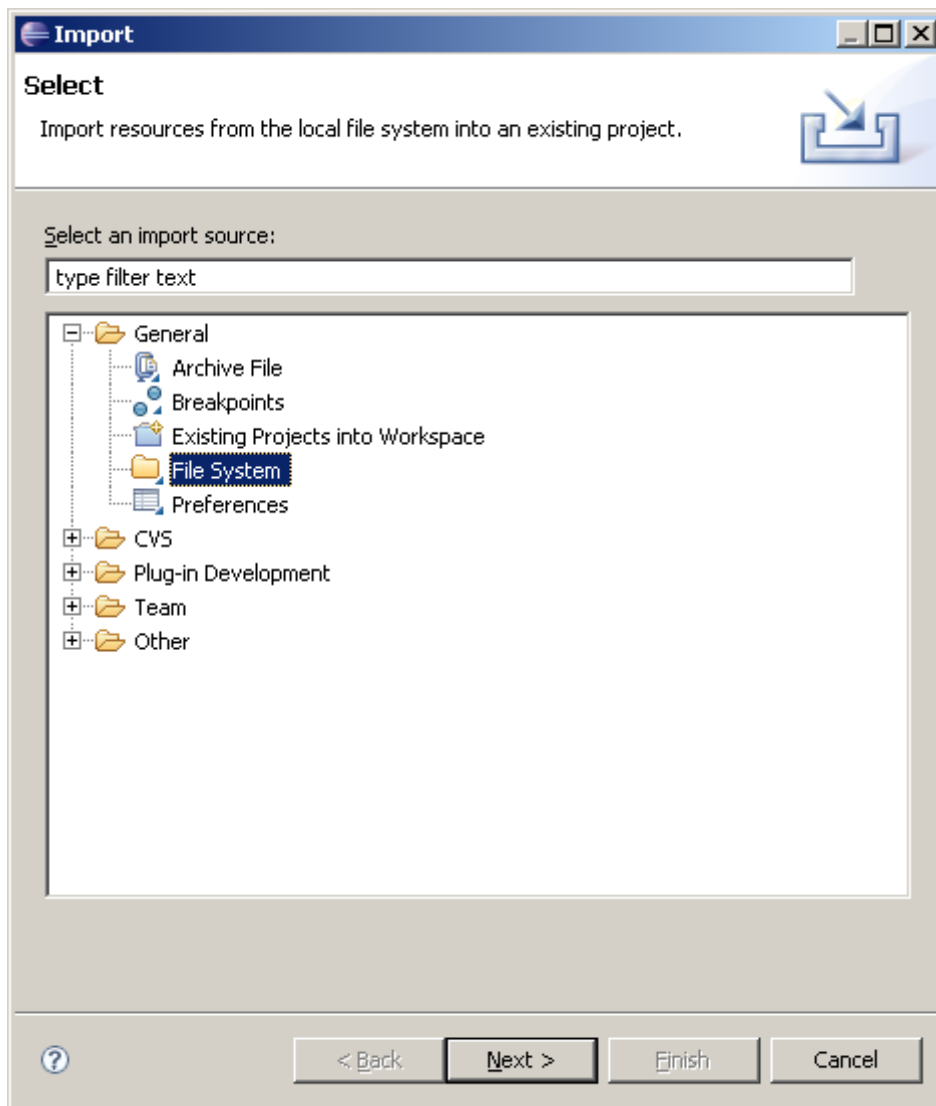 Import
Select
Import resources from the local file system into an existing project.
Select an import source:
type filter text
General
Archive File
Breakpoints
Existing Projects into Workspace
File System
Preferences
CVS
Plug-in Development
Team
Other
? < Back Next > Finish Cancel